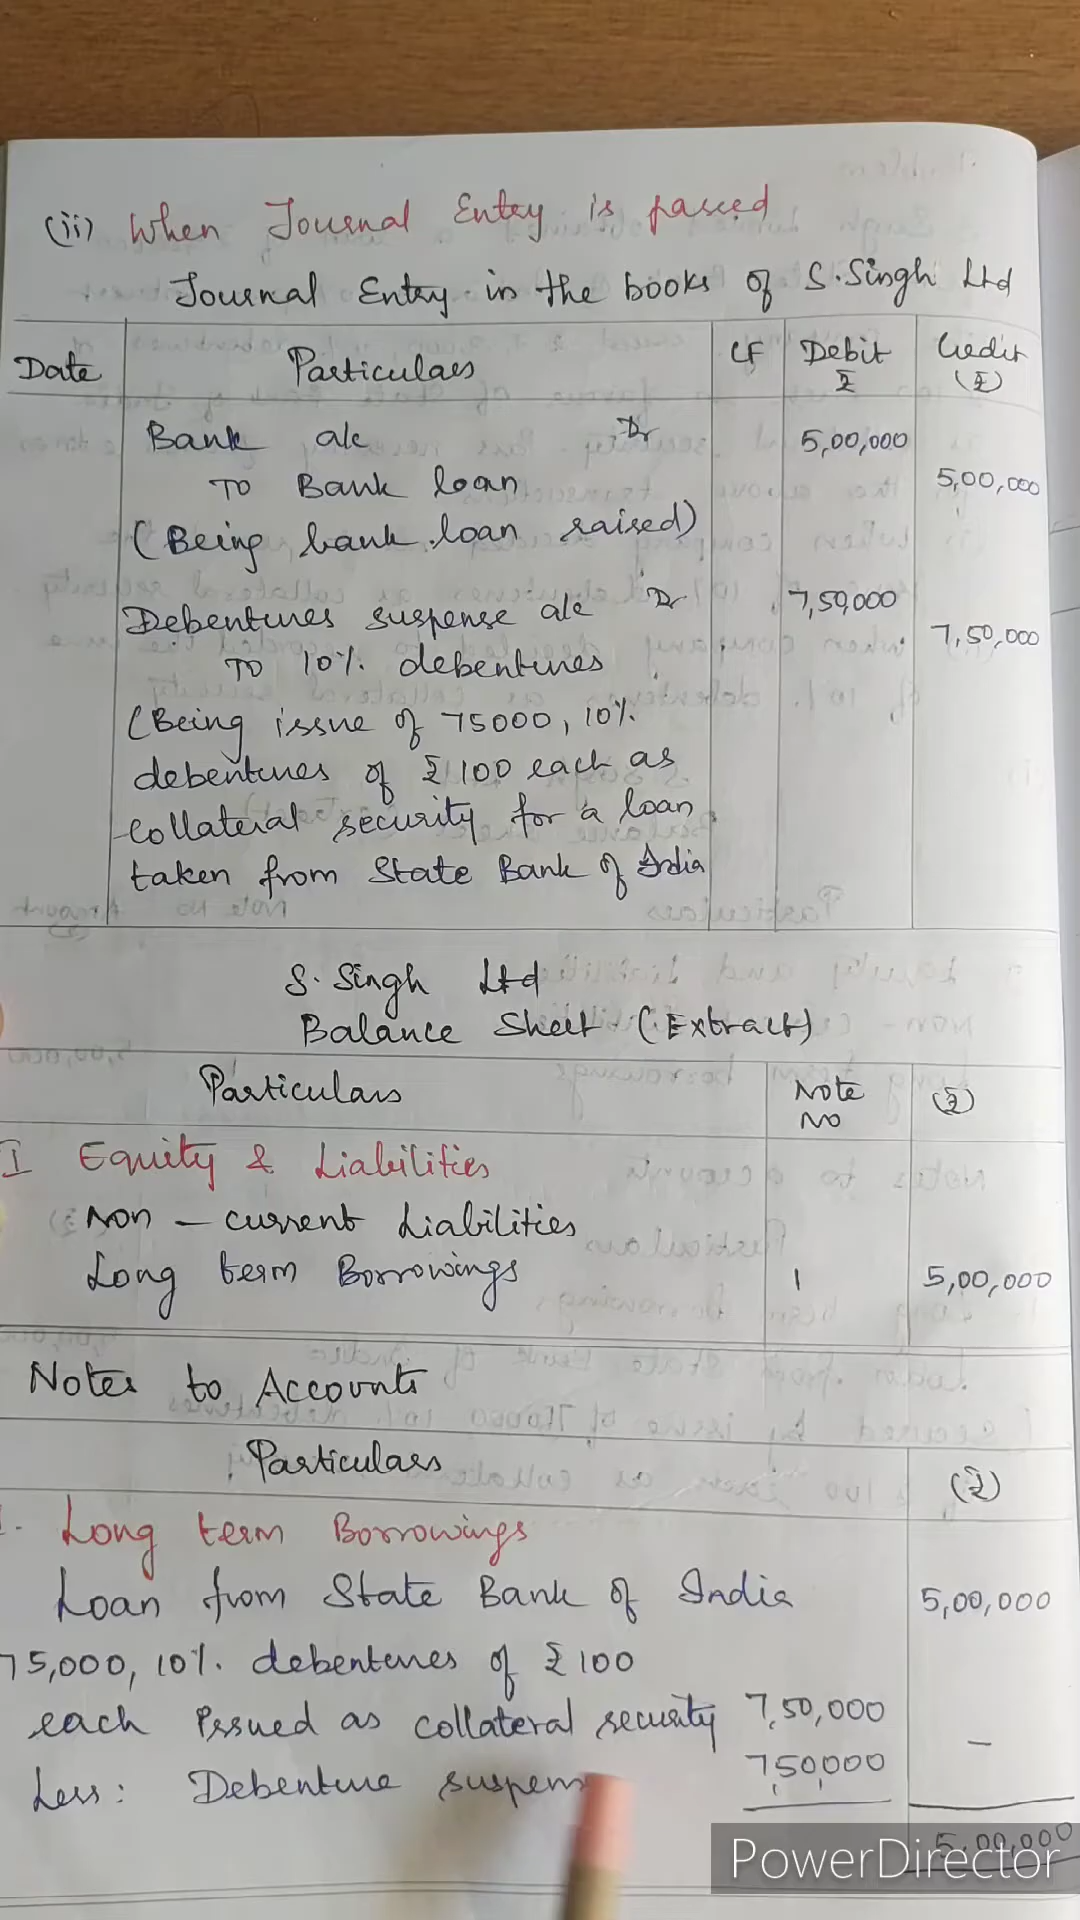 (ii) When Journal Entry is passed
Journal Entry in the books of S.Singh Ltd
Date Particulars LF Debit ₹ Credit (₹)
Bank a/c Dr 5,00,000
TO Bank loan 5,00,000
(Being bank loan raised)
Debentures suspense a/c Dr 7,50,000
TO 10% debentures 7,50,000
(Being issue of 75000, 10%
debentures of ₹100 each as
collateral security for a loan
taken from State Bank of India
S. Singh Ltd
Balance Sheet (Extract)
Particulars Note No (₹)
I Equity & Liabilities
Non - current Liabilities
Long term Borrowings 1 5,00,000
Notes to Accounts
Particulars (₹)
1. Long term Borrowings
Loan from State Bank of India 5,00,000
75,000, 10% debentures of ₹100
each issued as collateral security 7,50,000
Less: Debenture suspens 7,50,000 -
5,00,000
PowerDirector